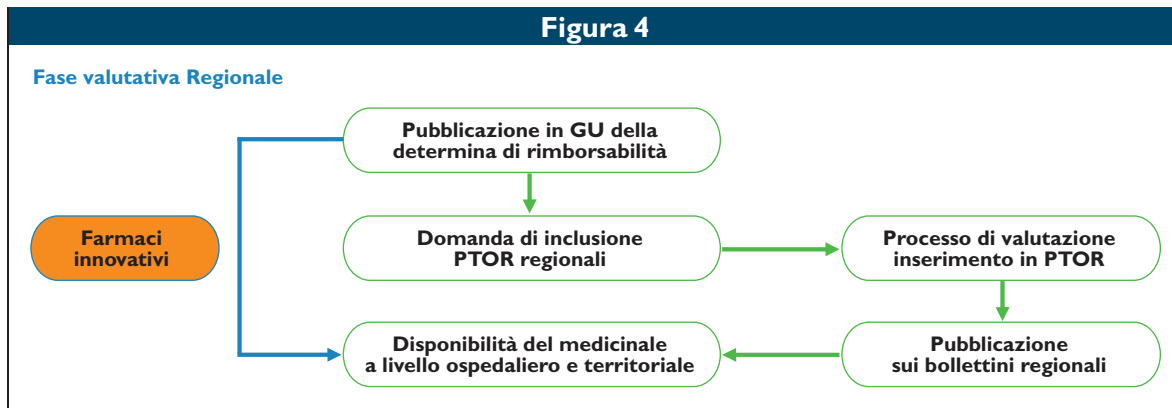 Figura 4
Fase valutativa Regionale
Pubblicazione in GU della
determina di rimborsabilità
Farmaci
innovativi
Domanda di inclusione
PTOR regionali
Processo di valutazione
inserimento in PTOR
Disponibilità del medicinale
a livello ospedaliero e territoriale
Pubblicazione
sui bollettini regionali